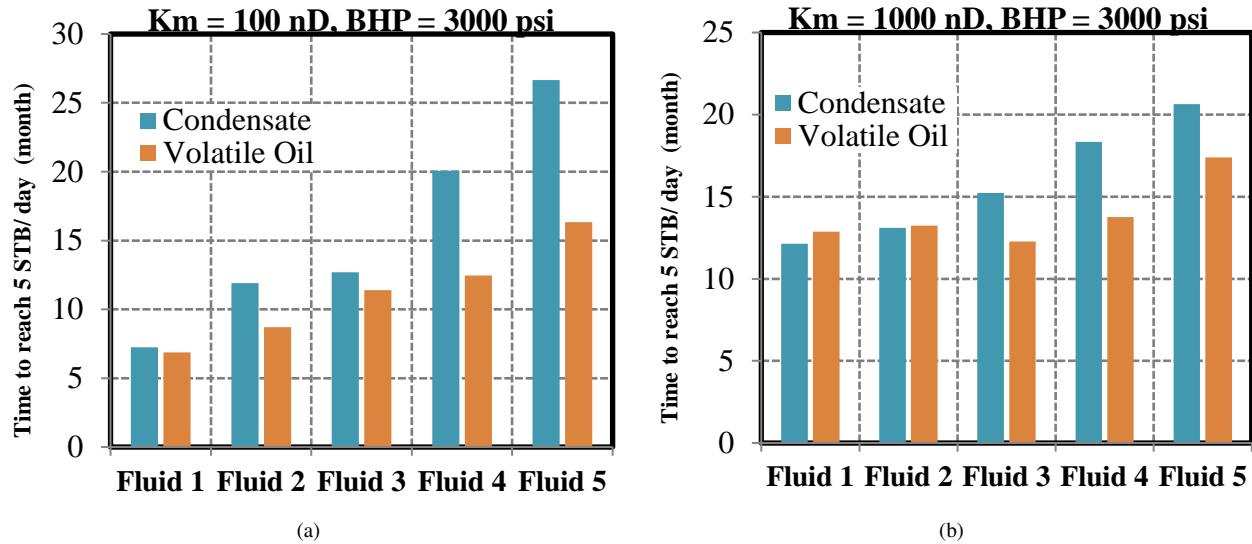 Km = 100 nD, BHP = 3000 psi
30
25
20
15
10
5
0
Time to reach 5 STB/ day (month)
Condensate
Volatile Oil
Fluid 1 Fluid 2 Fluid 3 Fluid 4 Fluid 5
(a)
Km = 1000 nD, BHP = 3000 psi
25
20
15
10
5
0
Time to reach 5 STB/ day (month)
Condensate
Volatile Oil
Fluid 1 Fluid 2 Fluid 3 Fluid 4 Fluid 5
(b)